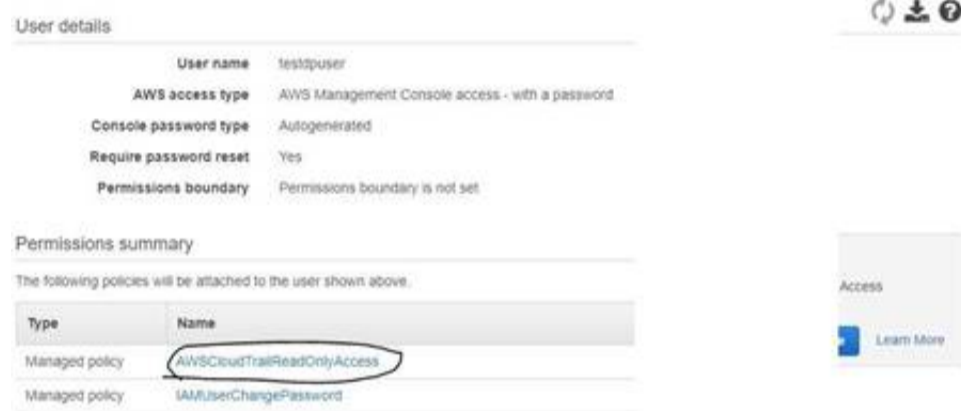 User details
User name testdpuser
AWS access type AWS Management Console access - with a password
Console password type Autogenerated
Require password reset Yes
Permissions boundary Permissions boundary is not set
Permissions summary
The following policies will be attached to the user shown above.
Type Name
Managed policy AWSCloudTrailReadOnlyAccess
Managed policy IAMUserChangePassword
Access
Learn More